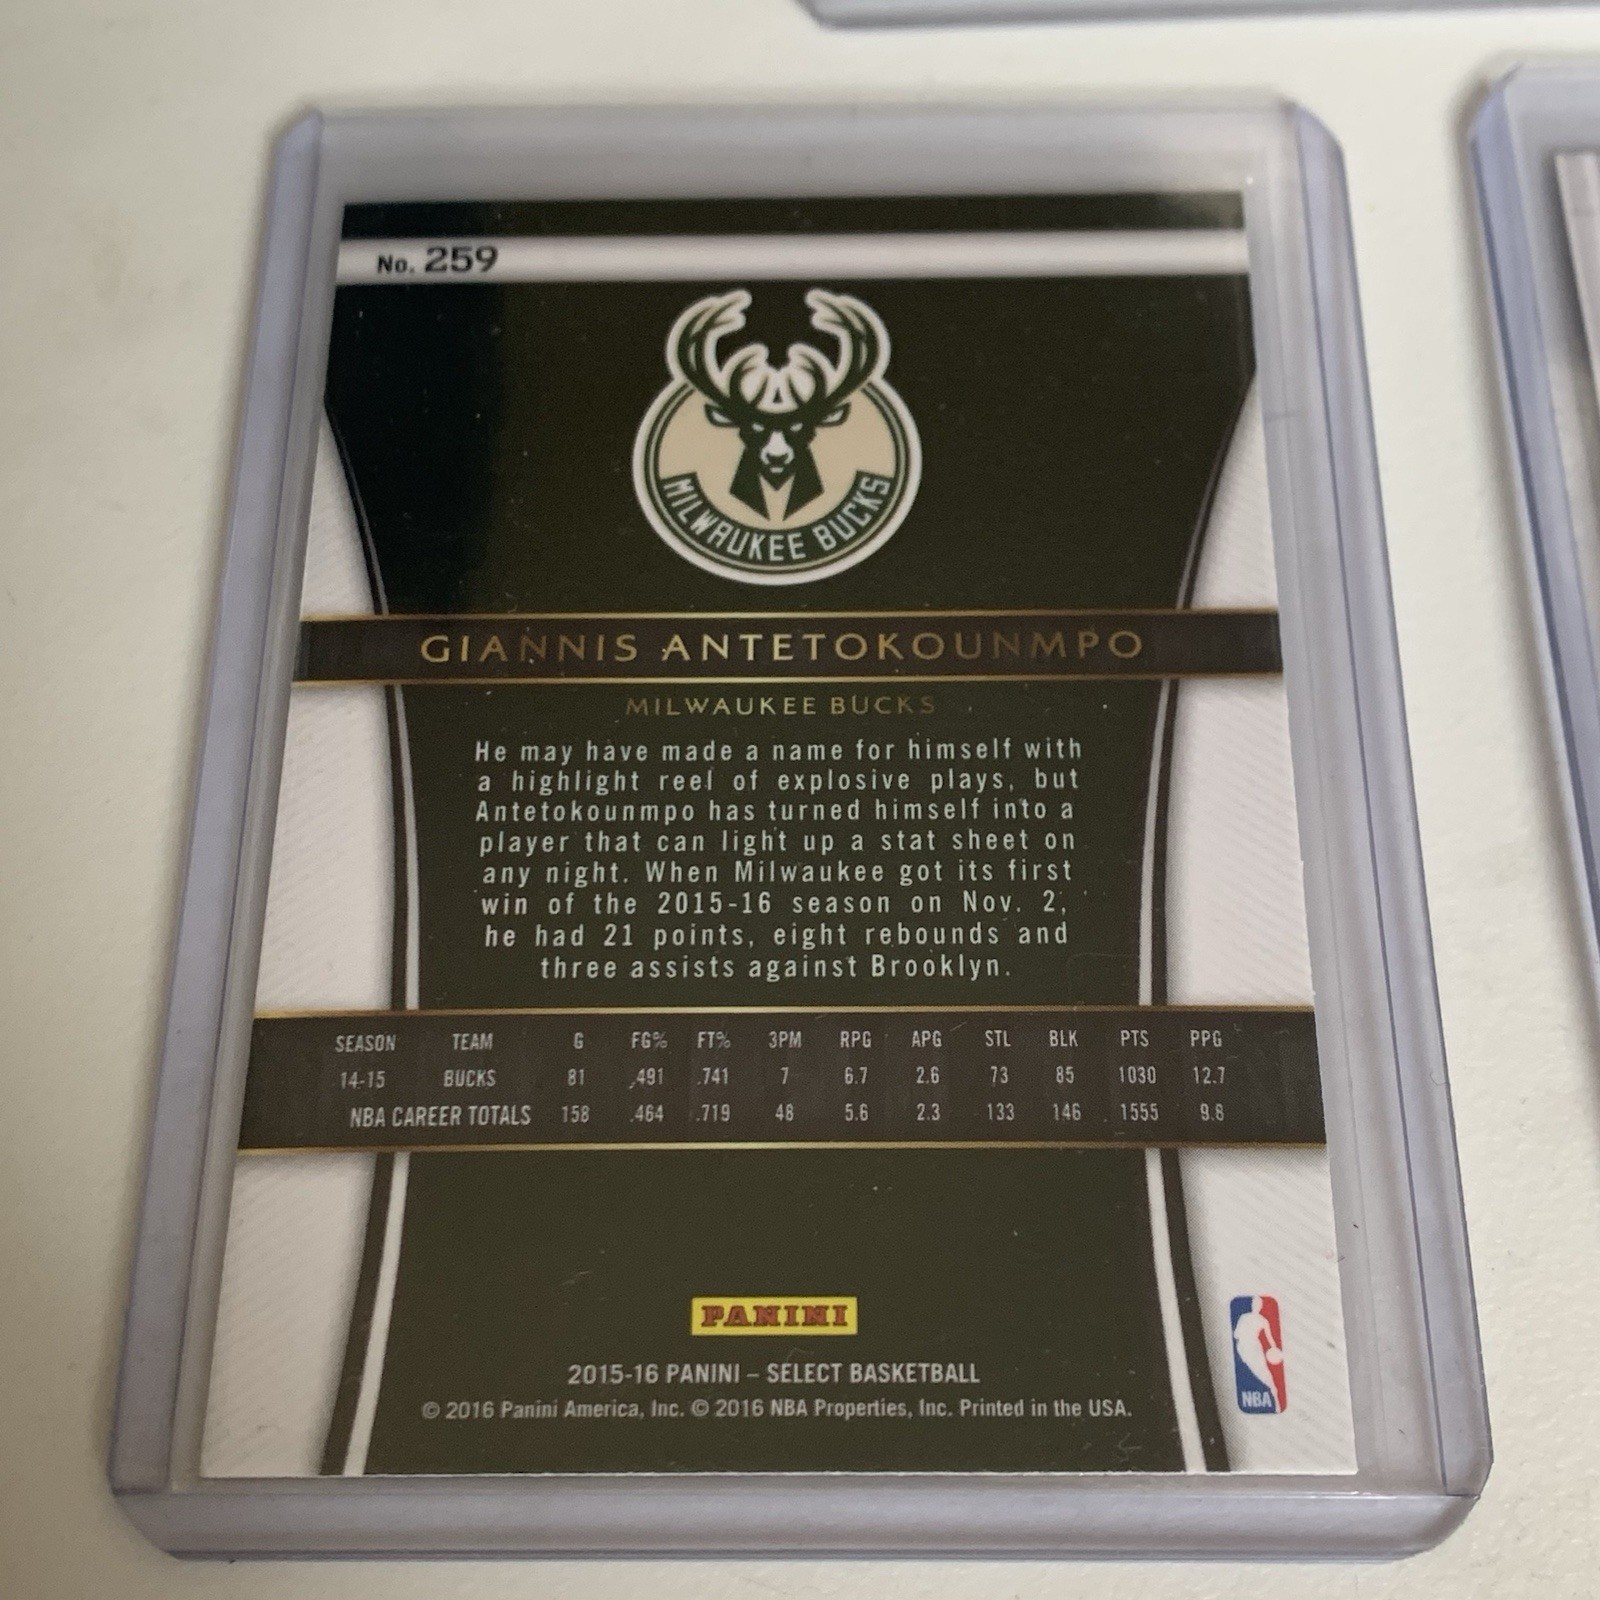 No. 259
MILWAUKEE BUCKS
GIANNIS ANTETOKOUNMPO
MILWAUKEE BUCKS
He may have made a name for himself with
a highlight reel of explosive plays, but
Antetokounmpo has turned himself into a
player that can light up a stat sheet on
any night. When Milwaukee got its first
win of the 2015-16 season on Nov. 2,
he had 21 points, eight rebounds and
three assists against Brooklyn.
SEASON TEAM G FG% FT% 3PM RPG APG STL BLK PTS PPG
14-15 BUCKS 81 .491 .741 7 6.7 2.6 73 85 1030 12.7
NBA CAREER TOTALS 158 .464 .719 48 5.6 2.3 133 146 1555 9.8
PANINI
2015-16 PANINI – SELECT BASKETBALL
© 2016 Panini America, Inc. © 2016 NBA Properties, Inc. Printed in the USA.
NBA